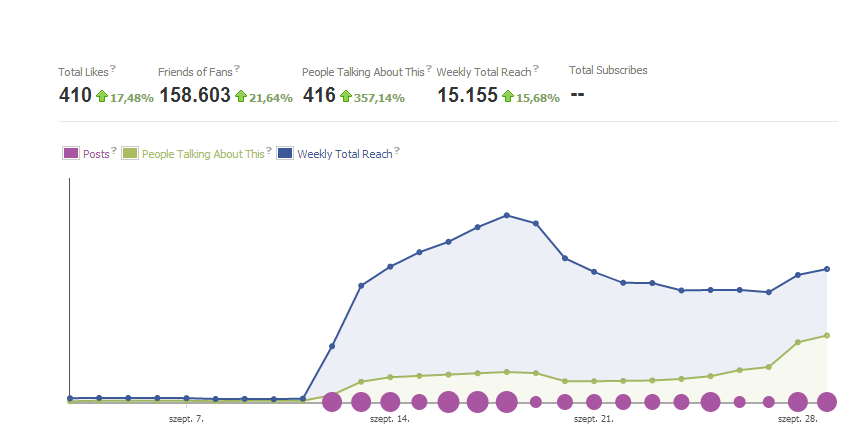 Total Likes?
410 17,48%
Friends of Fans?
158.603 21,64%
People Talking About This?
416 357,14%
Weekly Total Reach?
15.155 15,68%
Total Subscribes
--
Posts? People Talking About This? Weekly Total Reach?
szept. 7. szept. 14. szept. 21. szept. 28.